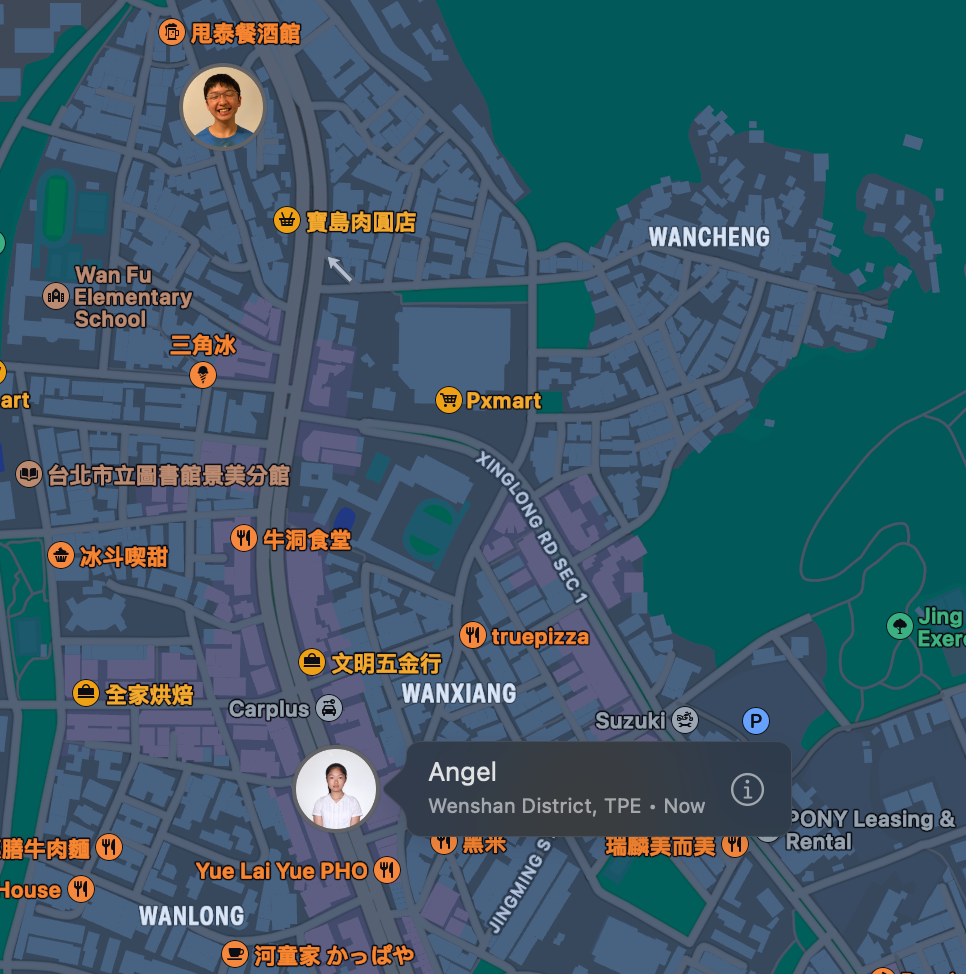 甩泰餐酒館
寶島肉圓店
WANCHENG
Wan Fu
Elementary
School
三角冰
art
Pxmart
台北市立圖書館景美分館
XINGLONG RD SEC 1
牛洞食堂
冰斗喫甜
Jing
Exer
truepizza
文明五金行
WANXIANG
全家烘焙
Carplus
Suzuki
P
Angel
Wenshan District, TPE • Now
PONY Leasing &
Rental
膳牛肉麵
黑米
瑞麟美而美
Yue Lai Yue PHO
House
JINGMING S
WANLONG
河童家 かっぱや